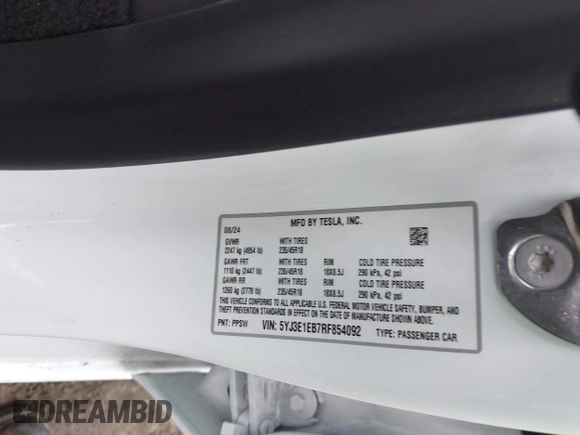 MFD BY TESLA, INC.
08/24
GVWR WITH TIRES
2247 kg (4954 lb) 235/45R18
GAWR FRT WITH TIRES RIM COLD TIRE PRESSURE
1110 kg (2447 lb) 235/45R18 18X8.5J 290 kPa, 42 psi
GAWR RR WITH TIRES RIM COLD TIRE PRESSURE
1260 kg (2778 lb) 235/45R18 18X8.5J 290 kPa, 42 psi
THIS VEHICLE CONFORMS TO ALL APPLICABLE
FEDERAL MOTOR VEHICLE SAFETY, BUMPER, AND
THEFT PREVENTION STANDARDS IN EFFECT ON THE
DATE OF MANUFACTURE SHOWN ABOVE.
PNT: PPSW VIN: 5YJ3E1EB7RF854092 TYPE: PASSENGER CAR
DREAMBID